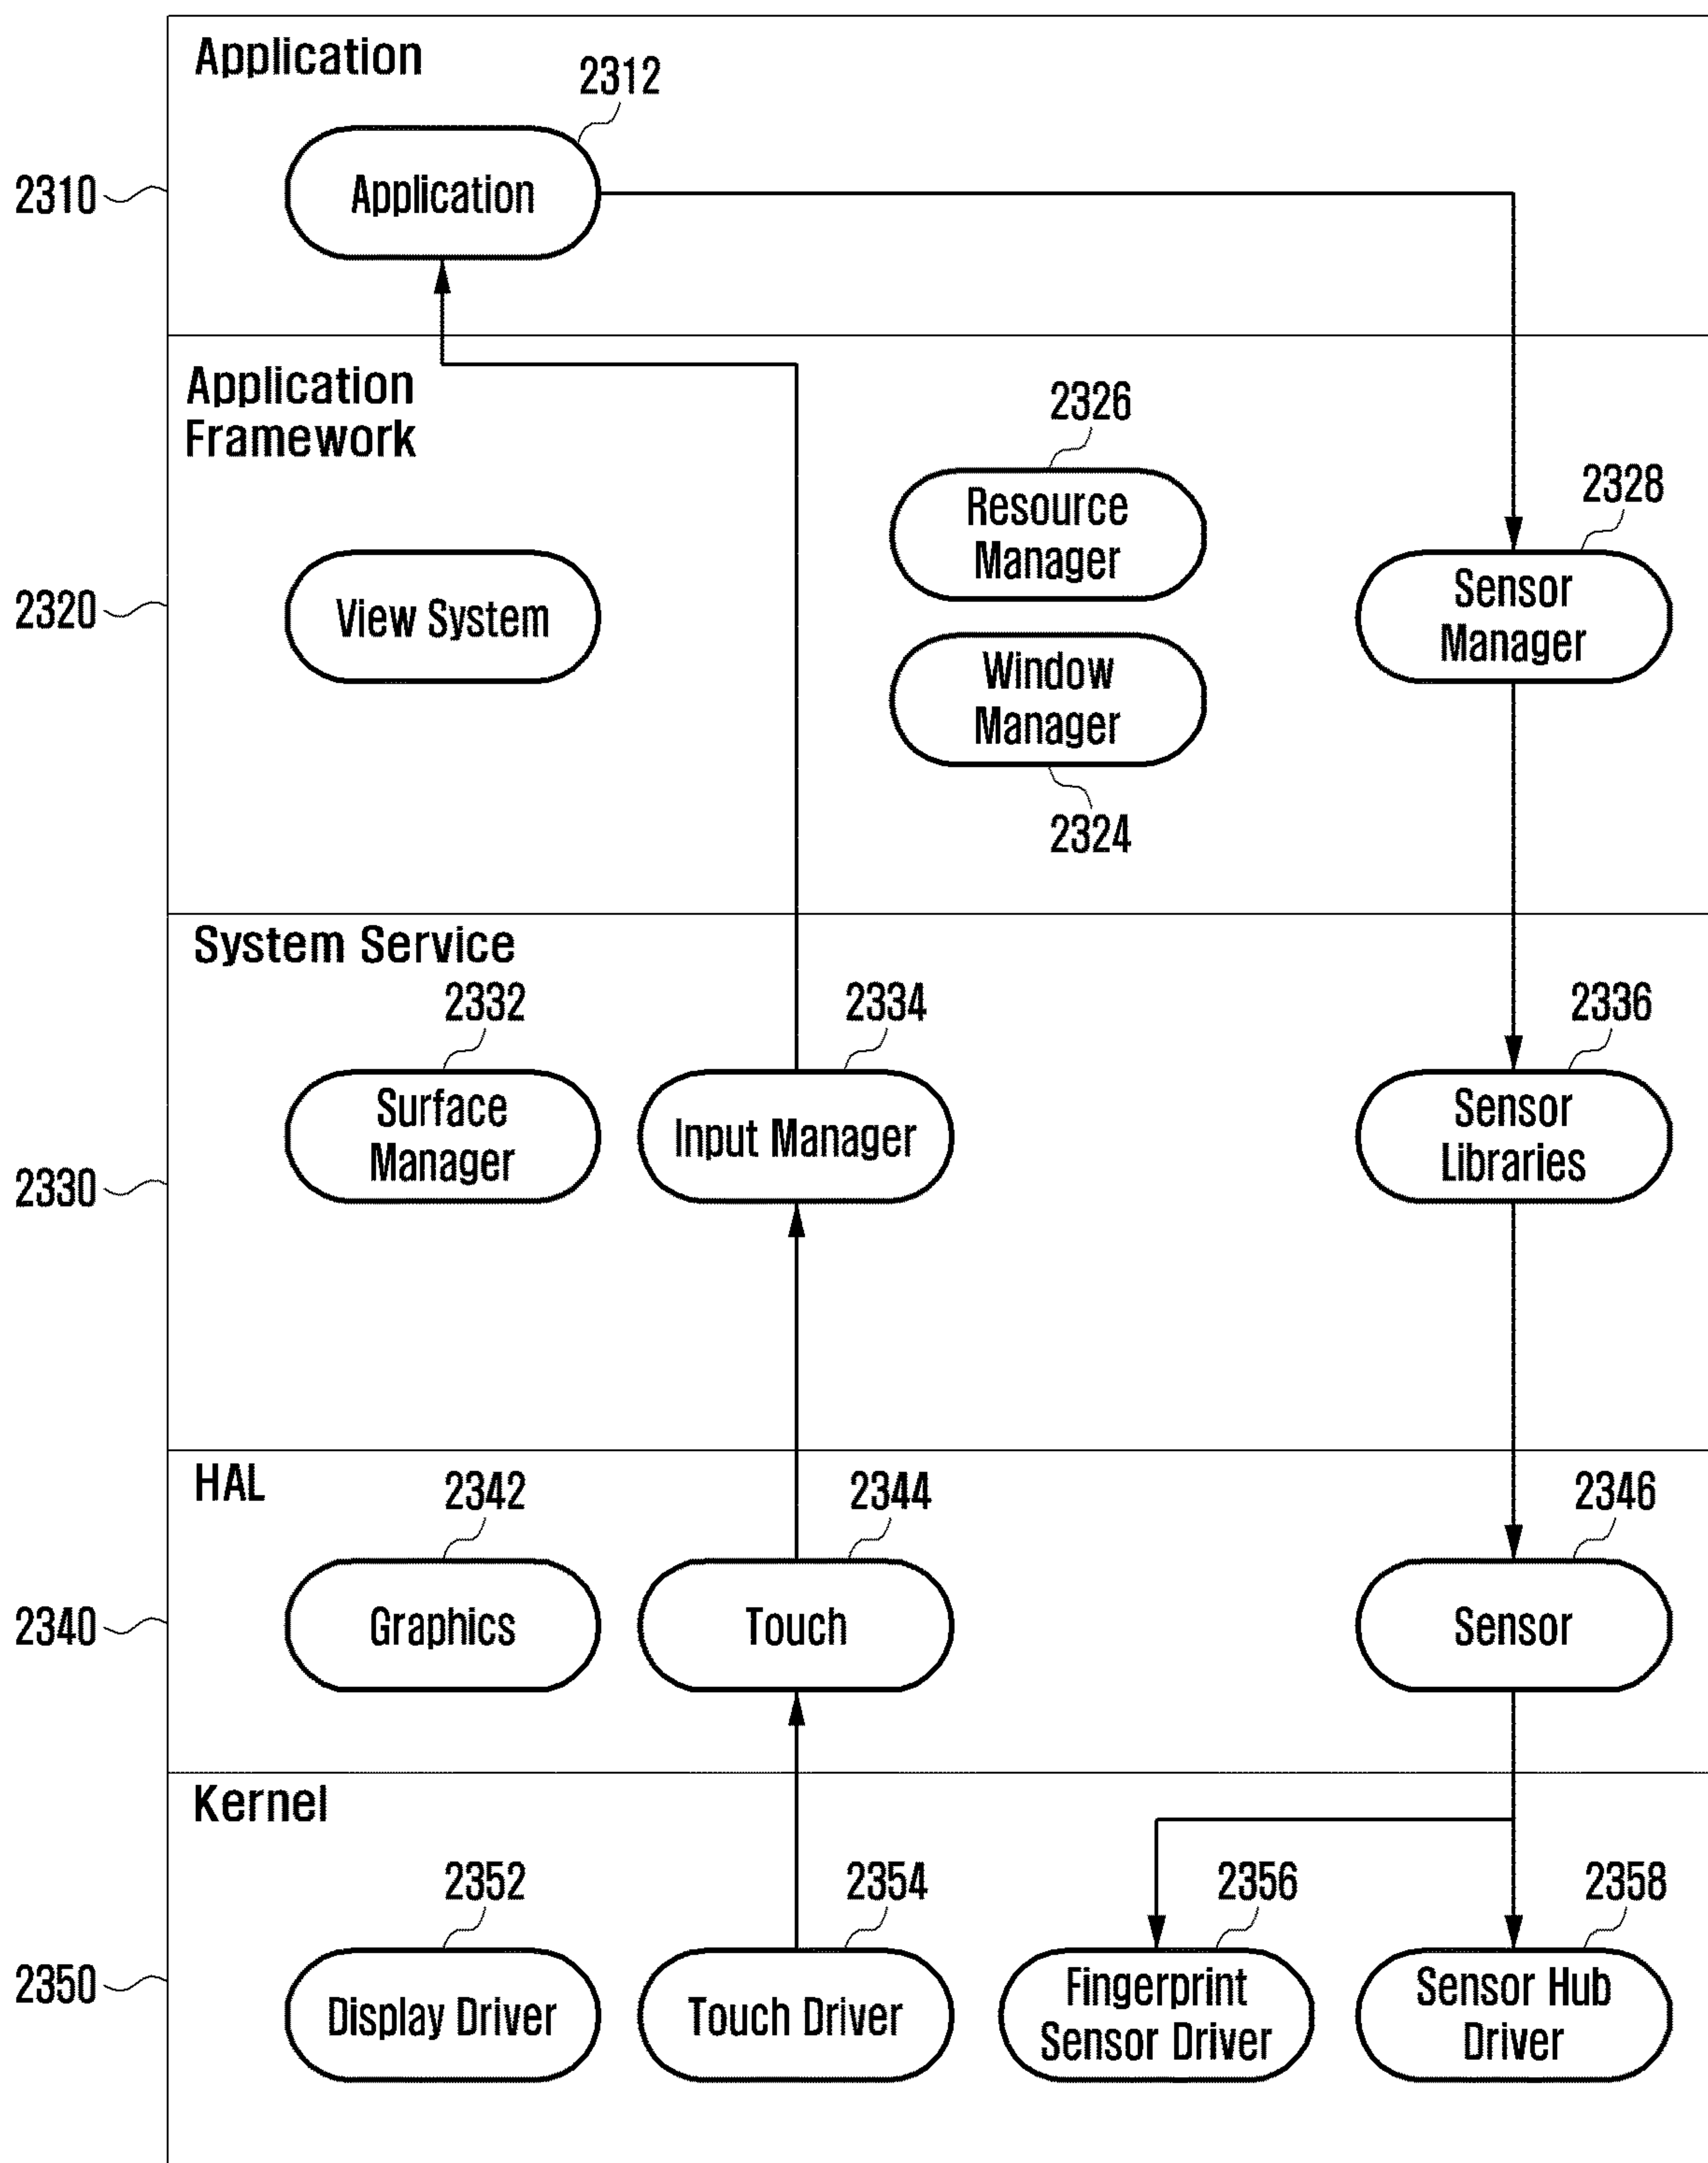 Application
2312
2310
Application
Application
Framework
2326
Resource
Manager
2328
Sensor
Manager
2320
View System
Window
Manager
2324
System Service
2332
2334
2336
Surface
Manager
Input Manager
Sensor
Libraries
2330
HAL
2342
2344
2346
2340
Graphics
Touch
Sensor
Kernel
2352
2354
2356
2358
2350
Display Driver
Touch Driver
Fingerprint
Sensor Driver
Sensor Hub
Driver